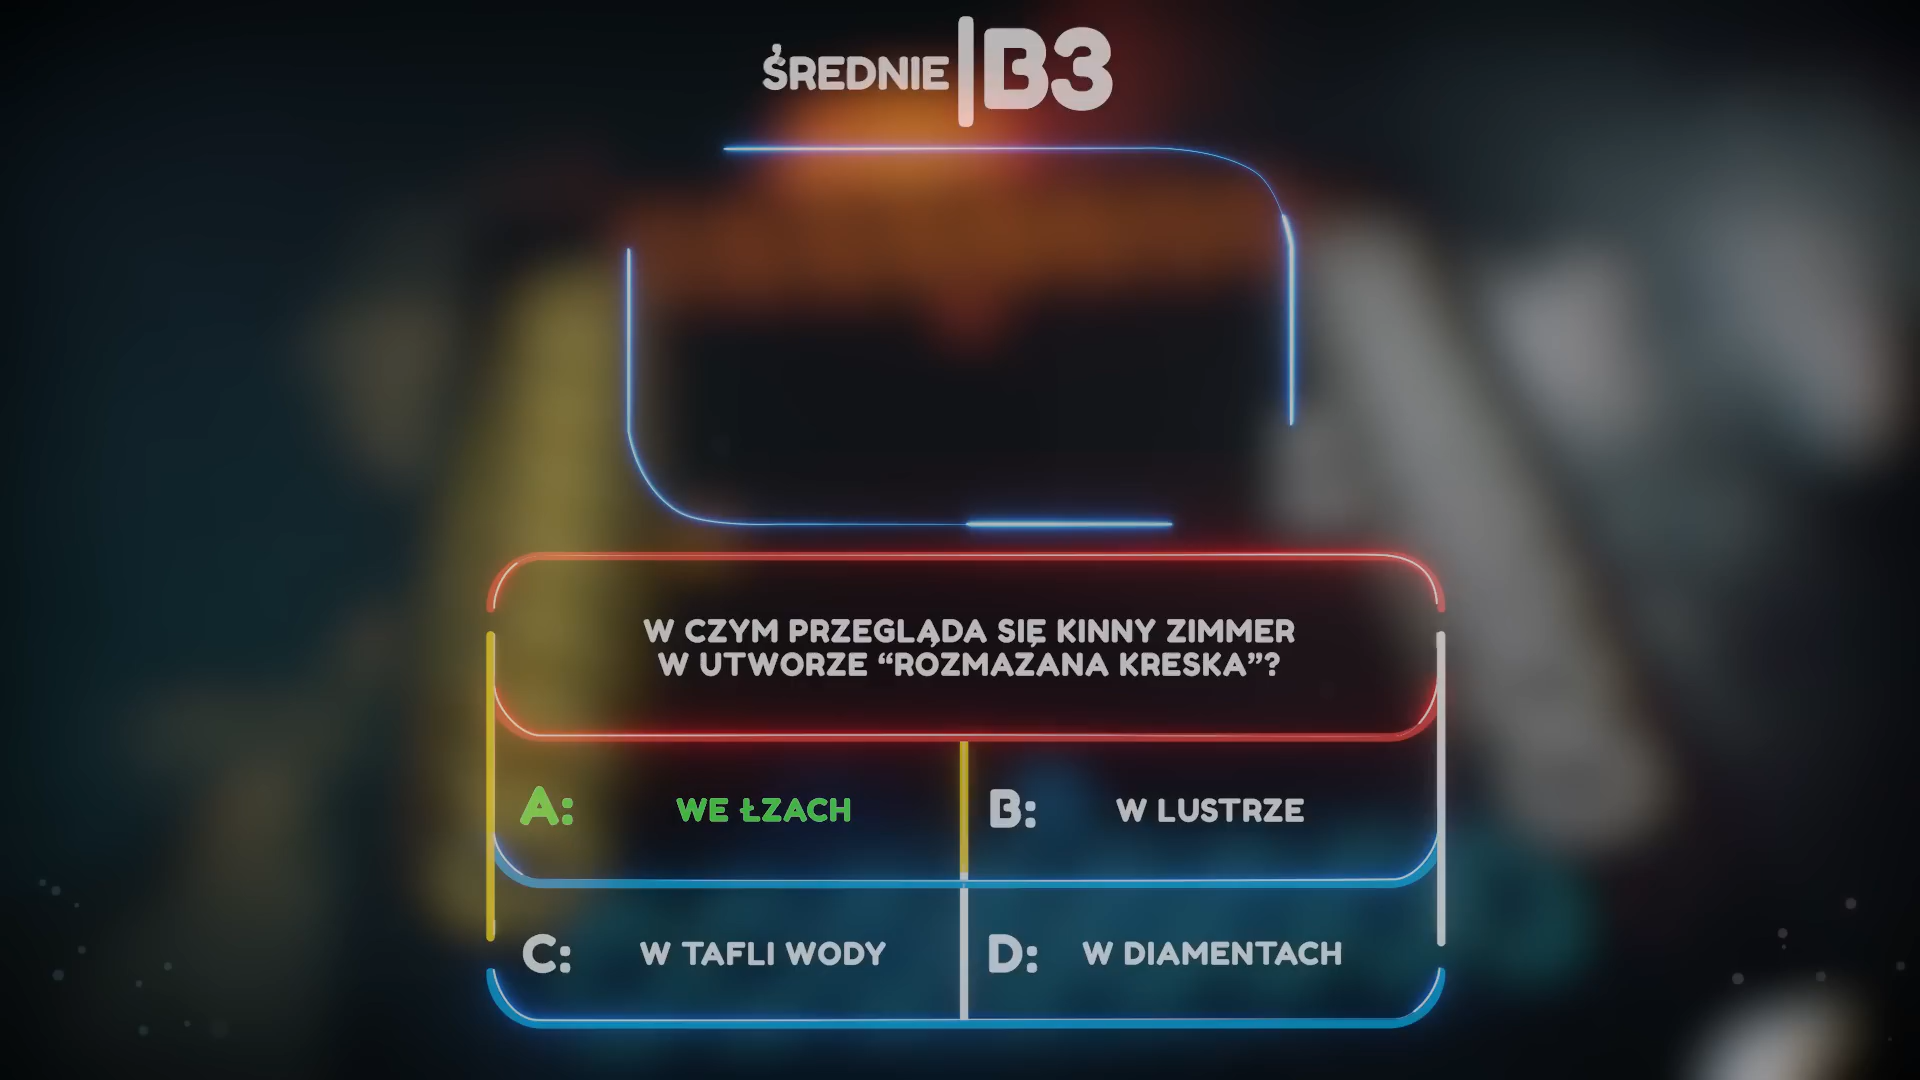 ŚREDNIE
B3
W CZYM PRZEGLĄDA SIĘ KINNY ZIMMER
W UTWORZE “ROZMAZANA KRESKA”?
A: WE ŁZACH
B: W LUSTRZE
C: W TAFLI WODY
D: W DIAMENTACH